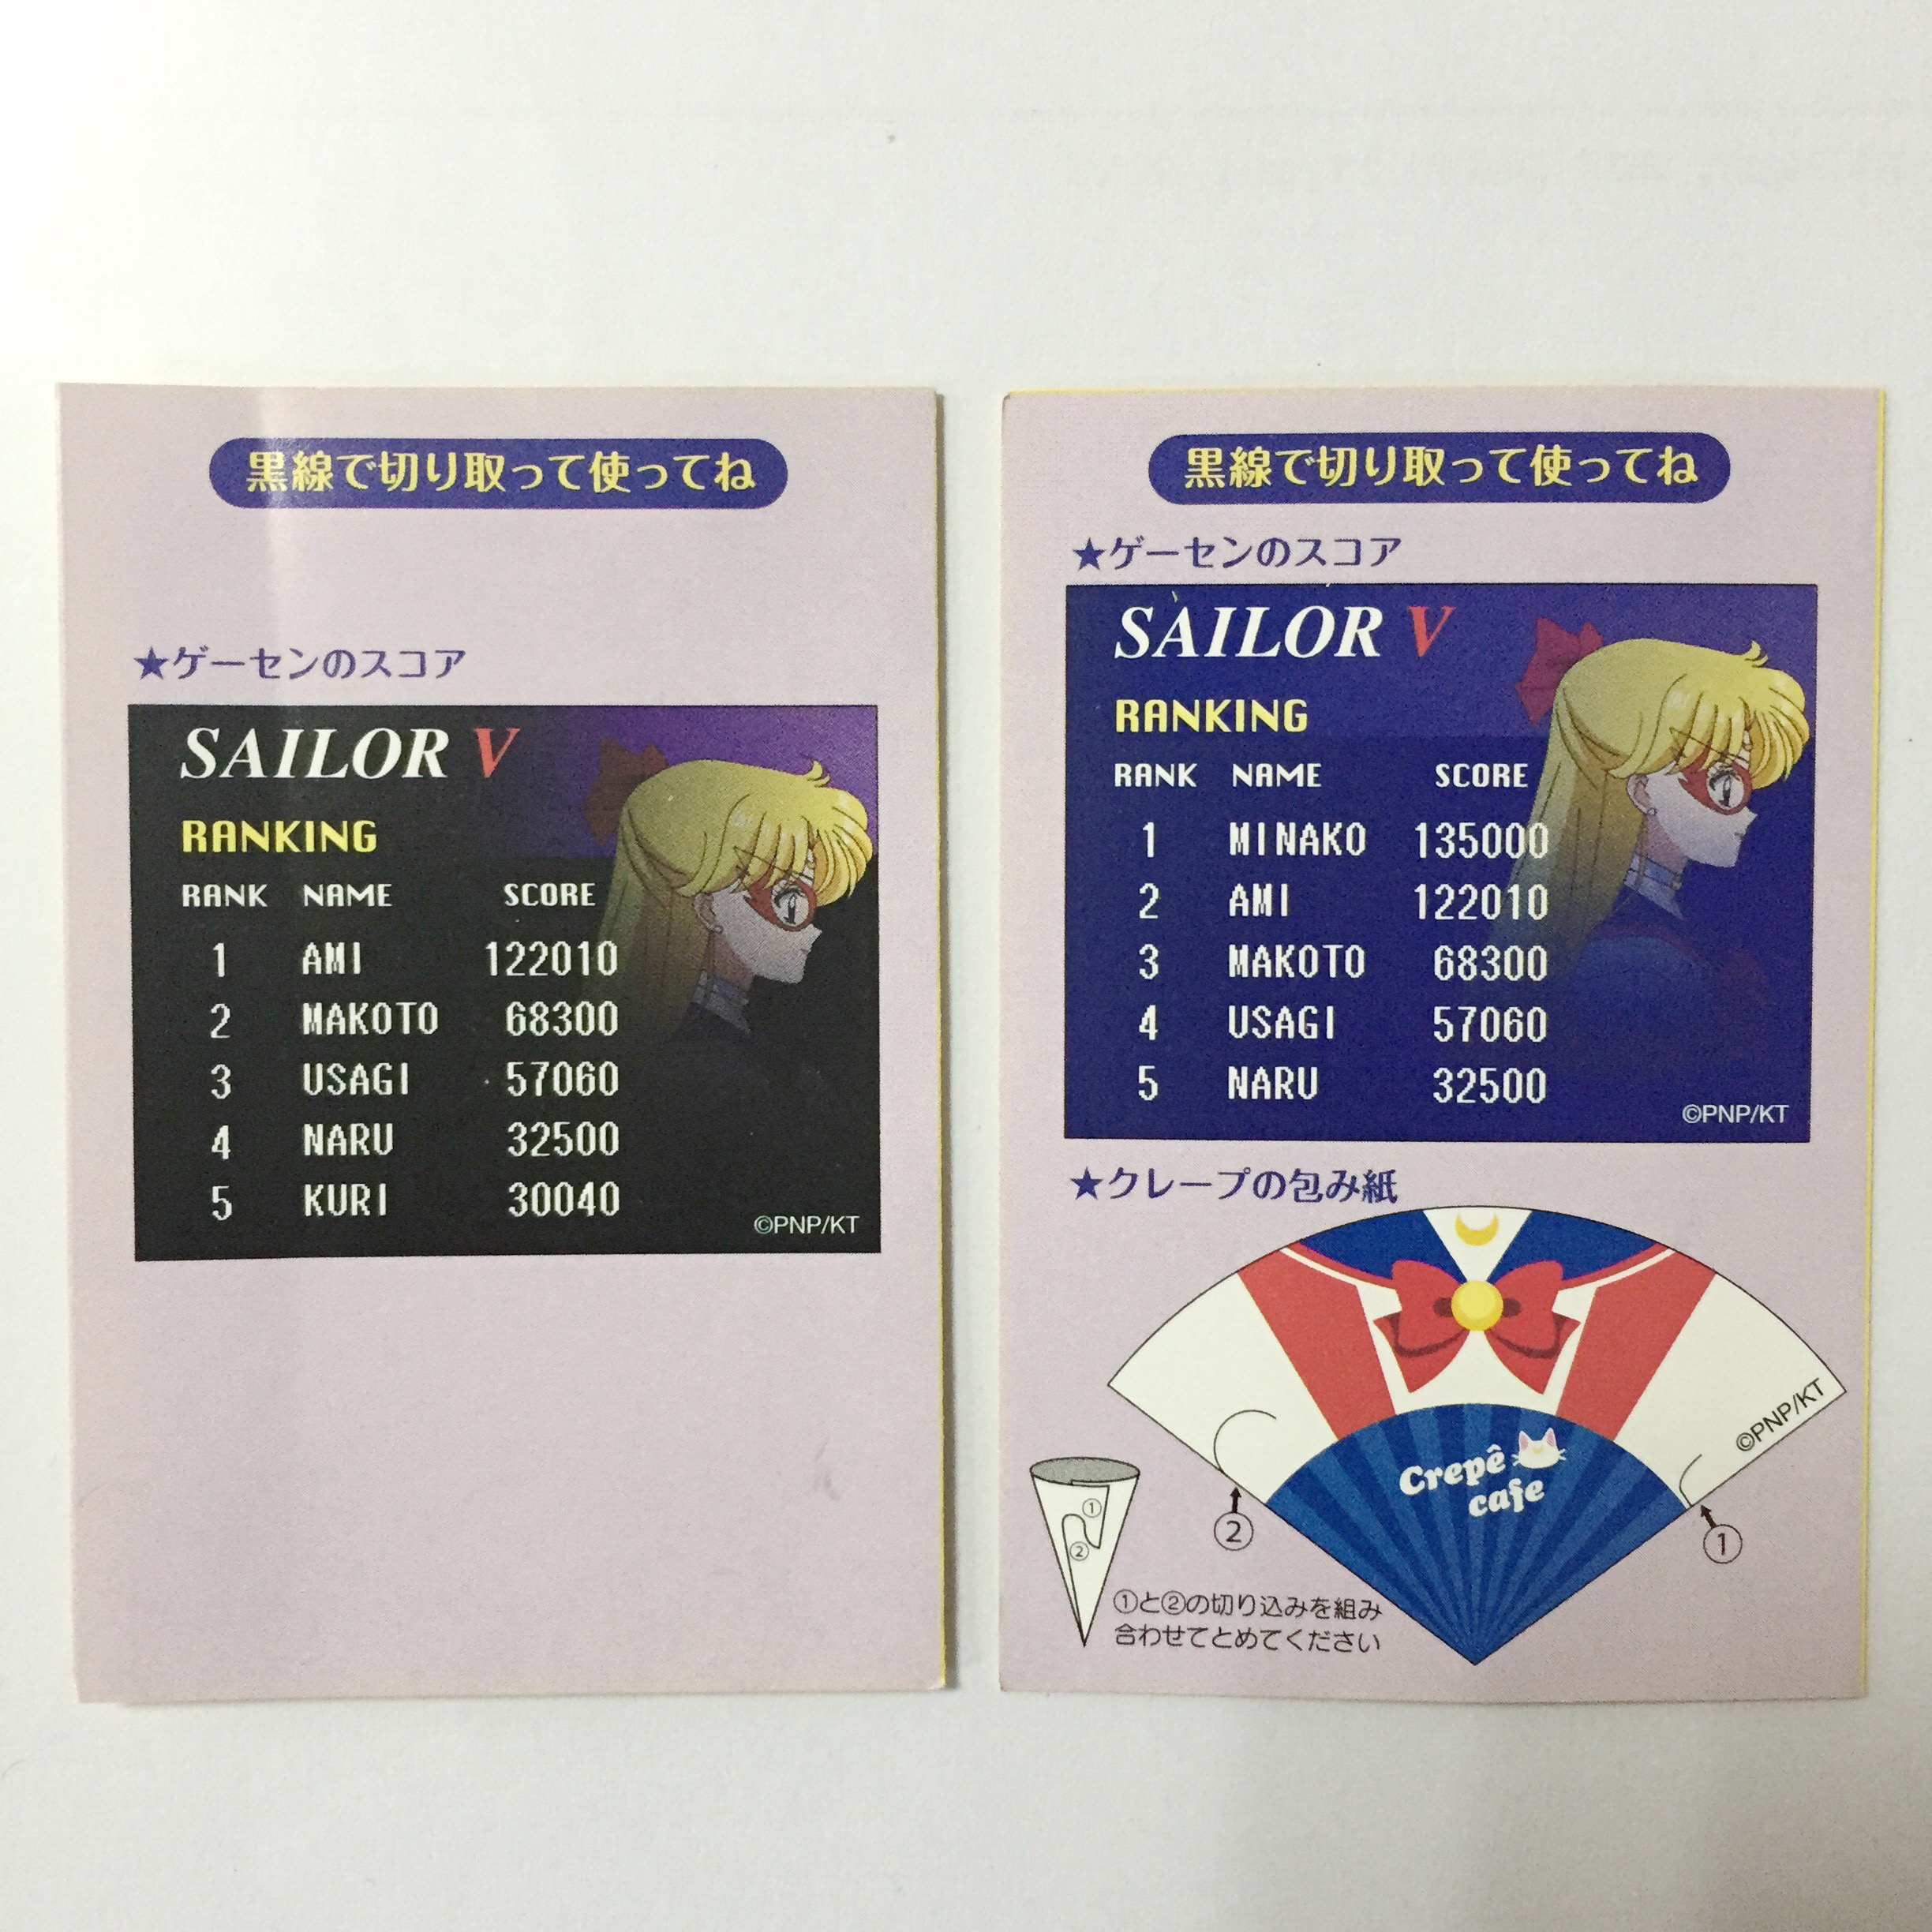 黒線で切り取って使ってね
★ゲーセンのスコア
SAILOR V
RANKING
RANK NAME SCORE
1 AMI 122010
2 MAKOTO 68300
3 USAGI 57060
4 NARU 32500
5 KURI 30040
©PNP/KT
黒線で切り取って使ってね
★ゲーセンのスコア
SAILOR V
RANKING
RANK NAME SCORE
1 MINAKO 135000
2 AMI 122010
3 MAKOTO 68300
4 USAGI 57060
5 NARU 32500
©PNP/KT
★クレープの包み紙
©PNP/KT
Crepê
cafe
①
②
②
①
①と②の切り込みを組み
合わせてとめてください